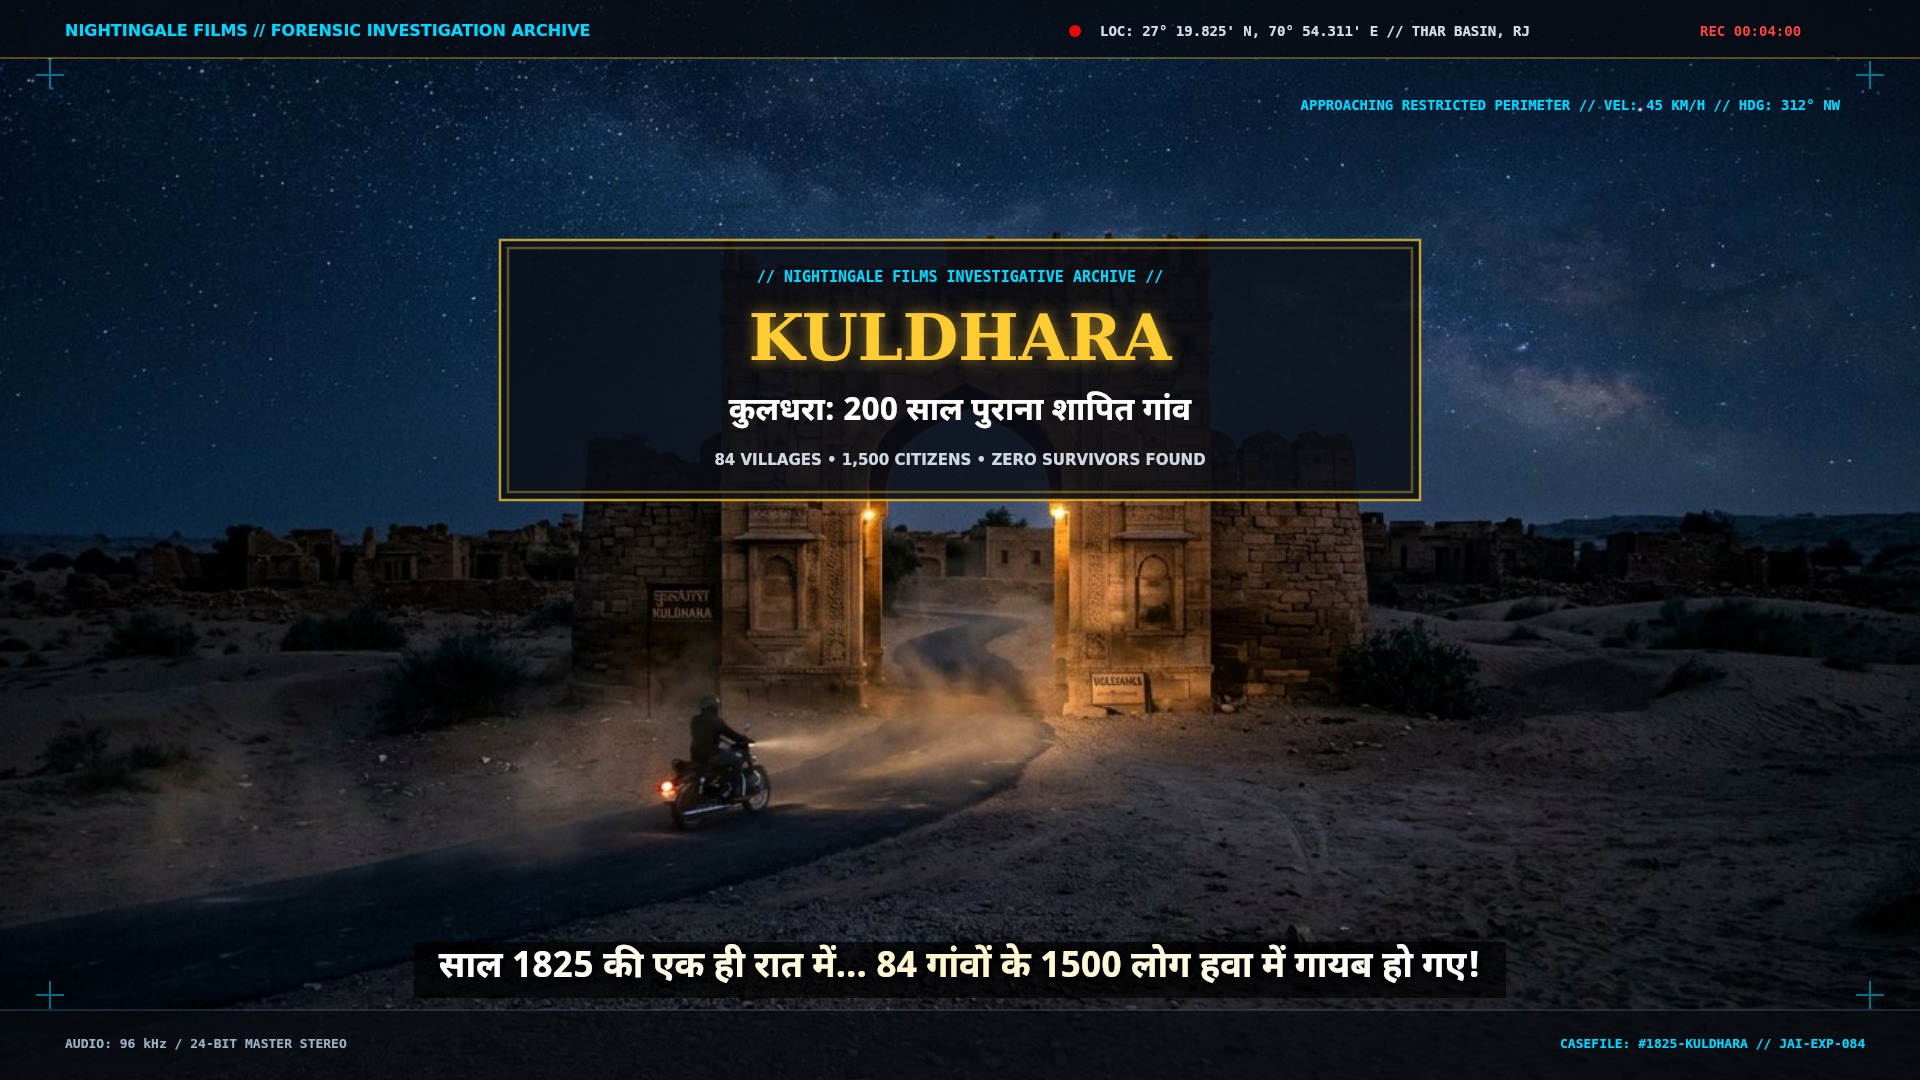 NIGHTINGALE FILMS // FORENSIC INVESTIGATION ARCHIVE
LOC: 27° 19.825' N, 70° 54.311' E // THAR BASIN, RJ
REC 00:04:00
APPROACHING RESTRICTED PERIMETER // VEL: 45 KM/H // HDG: 312° NW
// NIGHTINGALE FILMS INVESTIGATIVE ARCHIVE //
KULDHARA
कुलधरा: 200 साल पुराना शापित गांव
84 VILLAGES • 1,500 CITIZENS • ZERO SURVIVORS FOUND
KULDNARA
साल 1825 की एक ही रात में... 84 गांवों के 1500 लोग हवा में गायब हो गए!
AUDIO: 96 kHz / 24-BIT MASTER STEREO
CASEFILE: #1825-KULDHARA // JAI-EXP-084